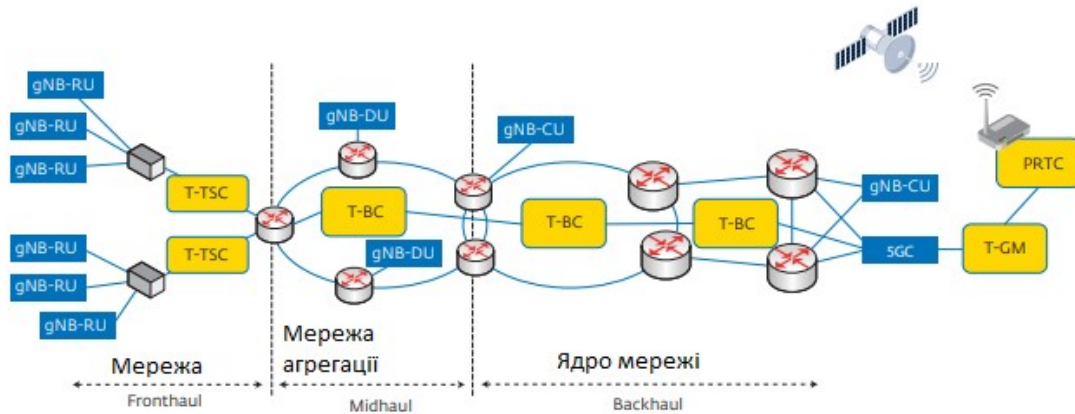 gNB-RU
gNB-RU
gNB-RU
T-TSC
T-TSC
gNB-RU
gNB-RU
gNB-RU
gNB-DU
T-BC
gNB-DU
gNB-CU
T-BC
T-BC
gNB-CU
5GC
T-GM
PRTC
Мережа
Мережа
агрегації
Ядро мережі
Fronthaul
Midhaul
Backhaul